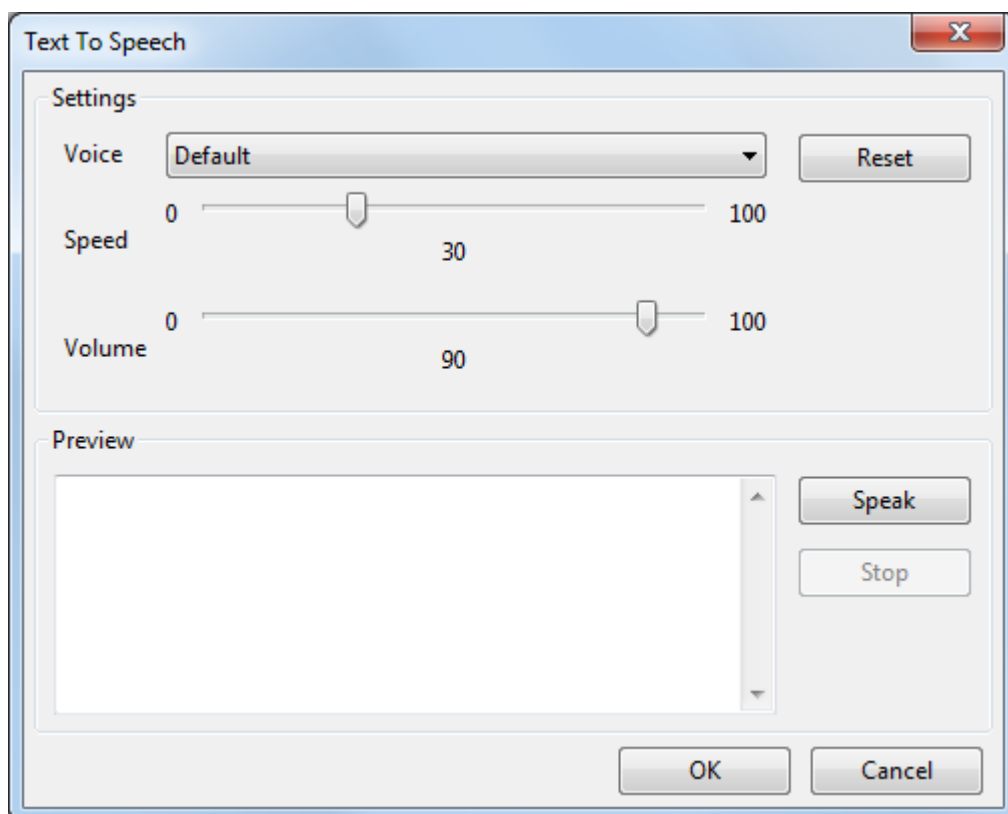 Text To Speech
Settings
Voice Default Reset
0 100
Speed
30
0 100
Volume
90
Preview
Speak
Stop
OK Cancel